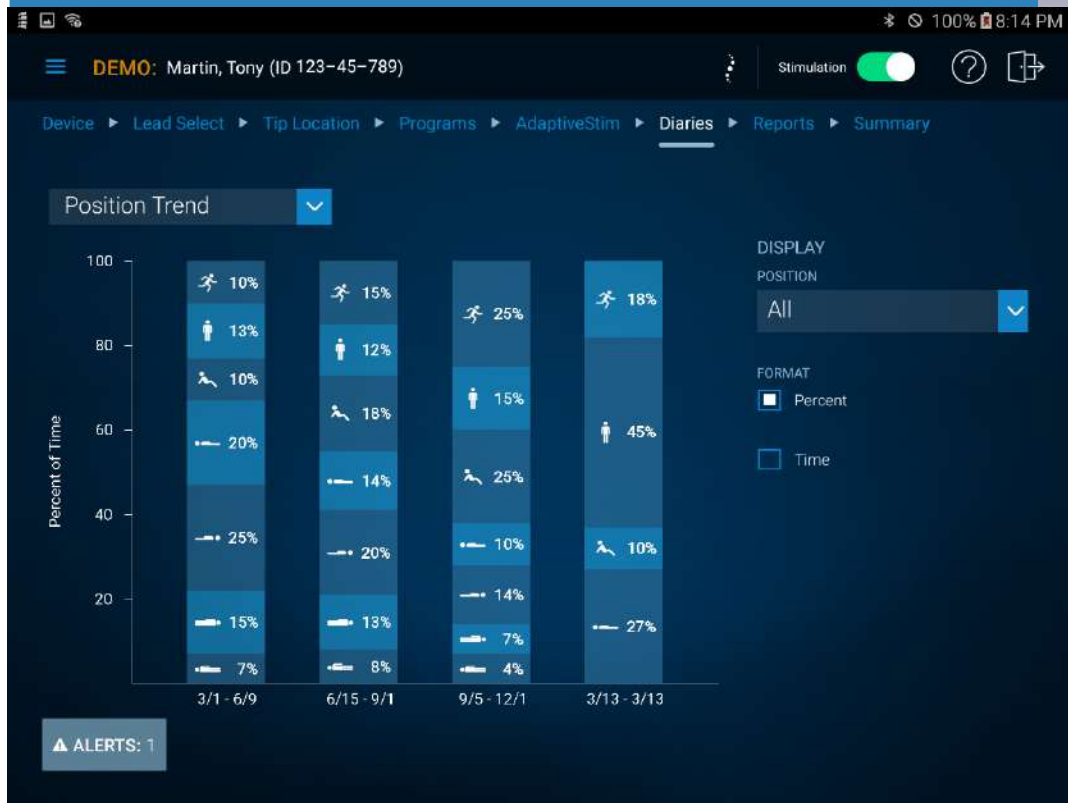 100% 8:14 PM
DEMO: Martin, Tony (ID 123-45-789)
Stimulation
?
Device ► Lead Select ► Tip Location ► Programs ► AdaptiveStim ► Diaries ► Reports ► Summary
Position Trend
DISPLAY
POSITION
All
FORMAT
Percent
Time
Percent of Time
100
80
60
40
20
10%
13%
10%
20%
25%
15%
7%
3/1 - 6/9
15%
12%
18%
14%
20%
13%
8%
6/15 - 9/1
25%
15%
25%
10%
14%
7%
4%
9/5 - 12/1
18%
45%
10%
27%
3/13 - 3/13
ALERTS: 1